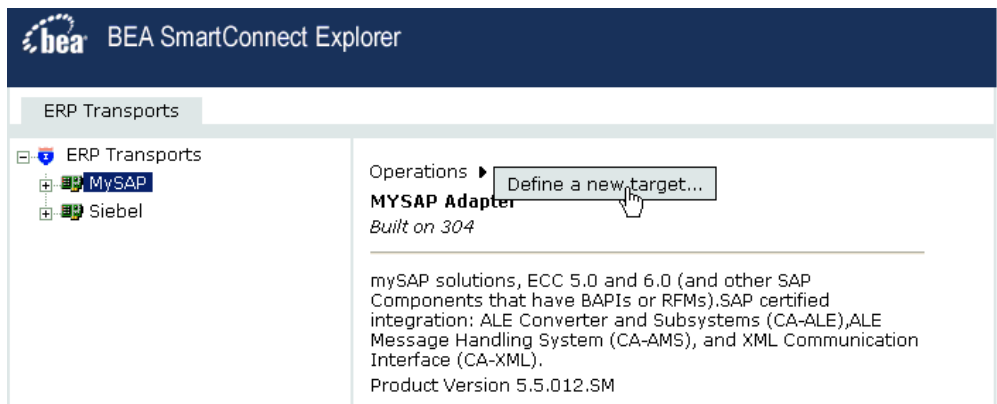 bea BEA SmartConnect Explorer
ERP Transports
ERP Transports
MySAP
Siebel
Operations
Define a new target...
MYSAP Adapter
Built on 304
mySAP solutions, ECC 5.0 and 6.0 (and other SAP
Components that have BAPIs or RFMs).SAP certified
integration: ALE Converter and Subsystems (CA-ALE),ALE
Message Handling System (CA-AMS), and XML Communication
Interface (CA-XML).
Product Version 5.5.012.SM